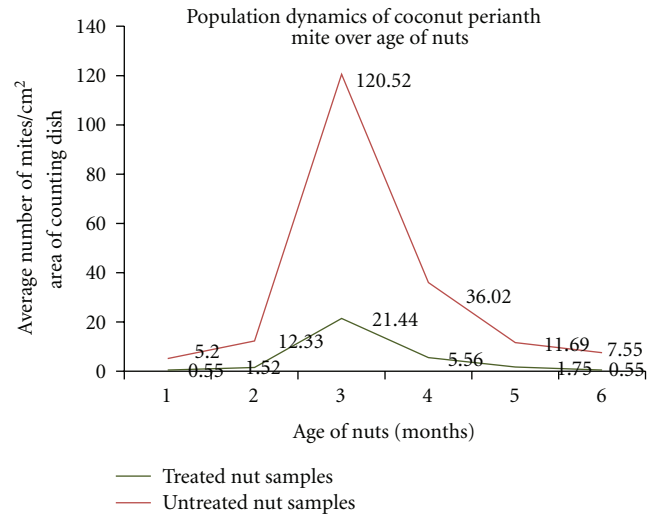 Population dynamics of coconut perianth
mite over age of nuts
Average number of mites/cm²
area of counting dish
140
120
100
80
60
40
20
0
120.52
36.02
21.44
5.2
12.33
11.69
7.55
0.55
1.52
5.56
1.75
0.55
1 2 3 4 5 6
Age of nuts (months)
Treated nut samples
Untreated nut samples